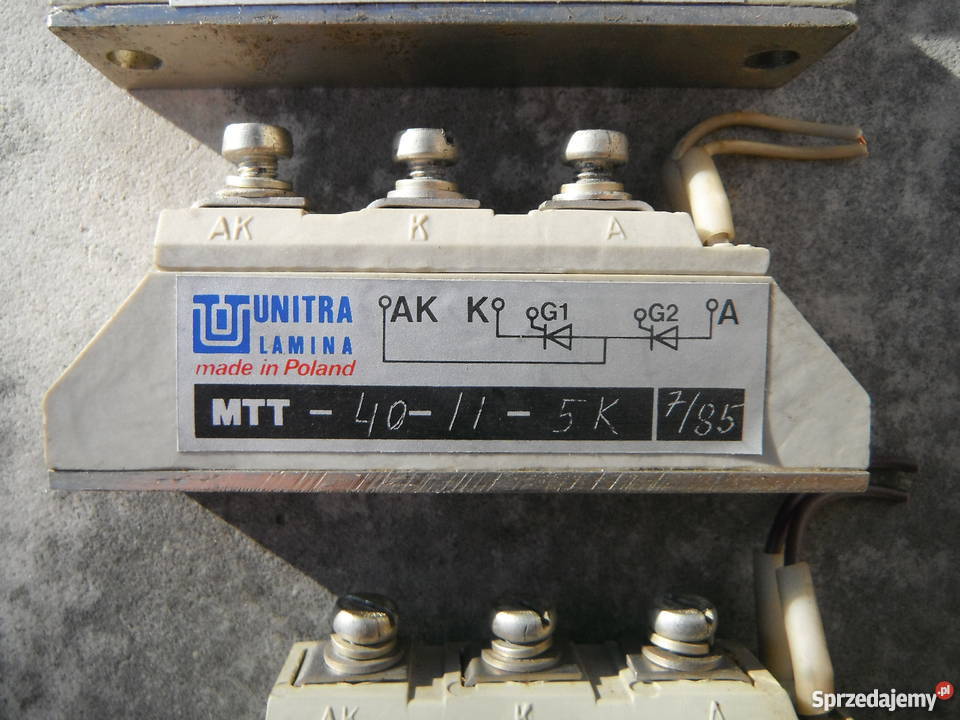 AK K A
UNITRA
LAMINA
made in Poland
AK K G1 G2 A
MTT - 40-11-5K 7/85
AK K A
Sprzedajemy.pl